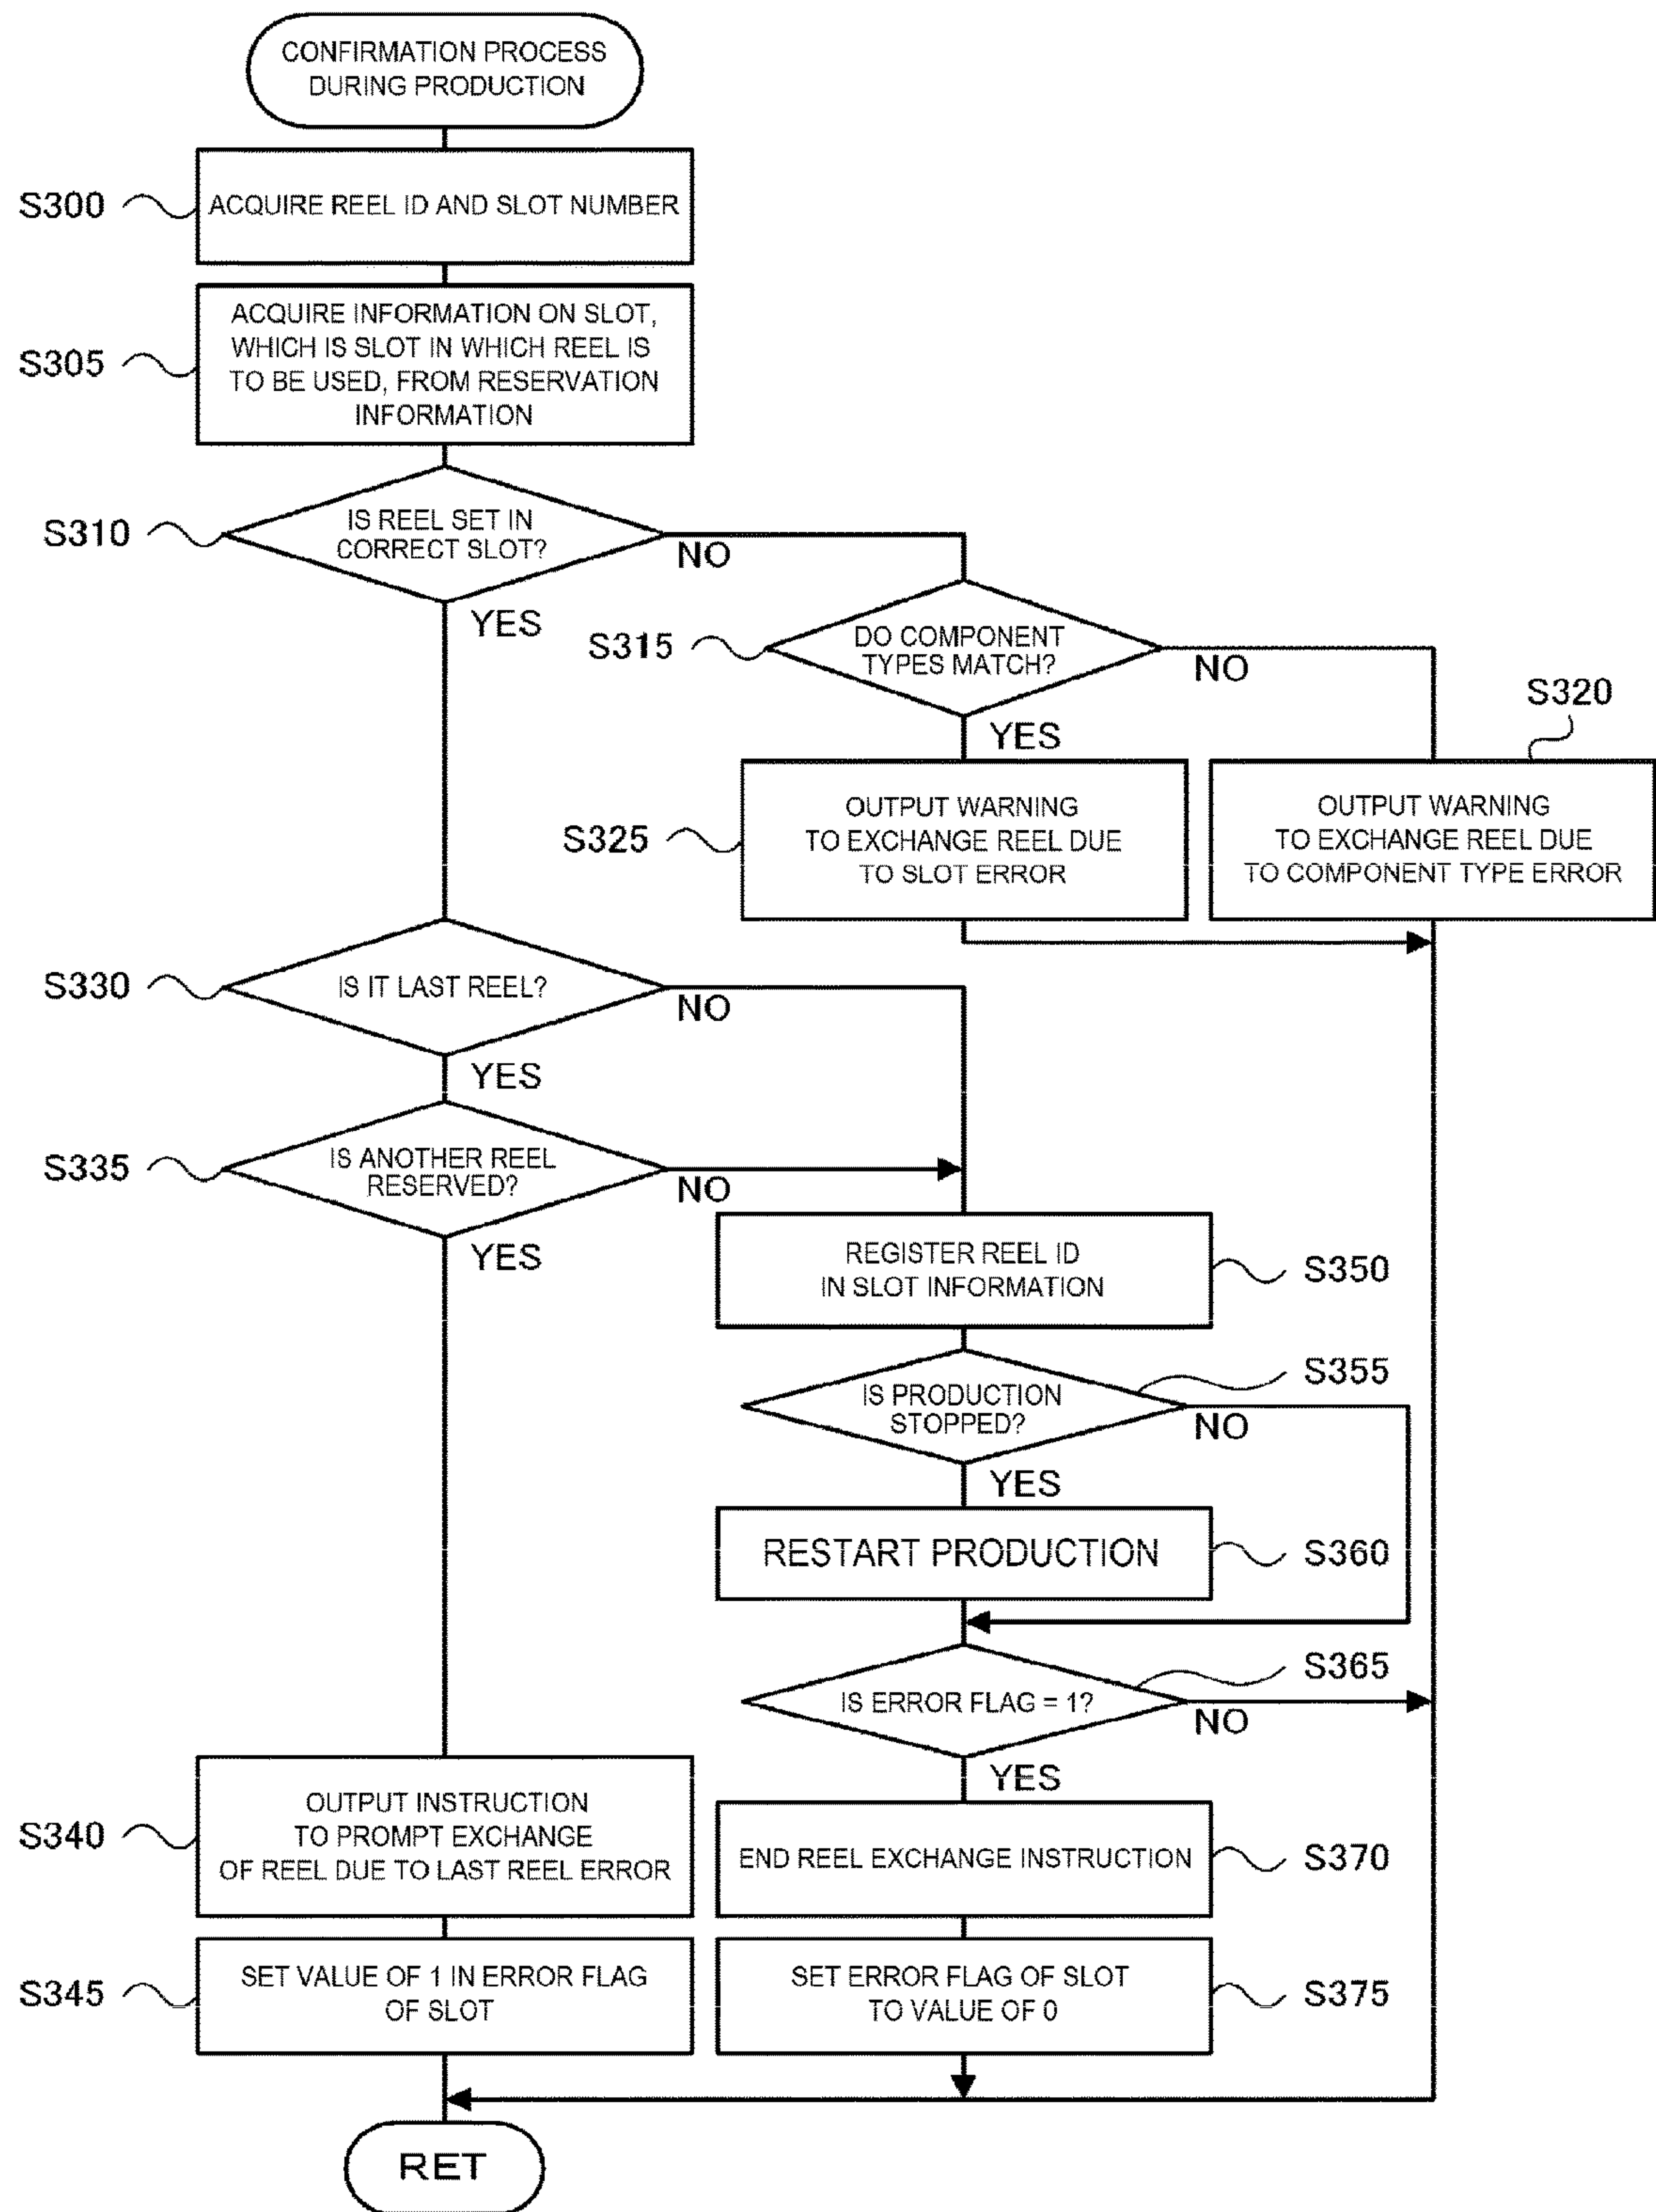 CONFIRMATION PROCESS
DURING PRODUCTION
S300
ACQUIRE REEL ID AND SLOT NUMBER
S305
ACQUIRE INFORMATION ON SLOT,
WHICH IS SLOT IN WHICH REEL IS
TO BE USED, FROM RESERVATION
INFORMATION
S310
IS REEL SET IN
CORRECT SLOT?
NO
YES
S315
DO COMPONENT
TYPES MATCH?
NO
YES
S320
OUTPUT WARNING
TO EXCHANGE REEL DUE
TO COMPONENT TYPE ERROR
S325
OUTPUT WARNING
TO EXCHANGE REEL DUE
TO SLOT ERROR
S330
IS IT LAST REEL?
NO
YES
S335
IS ANOTHER REEL
RESERVED?
NO
YES
REGISTER REEL ID
IN SLOT INFORMATION
S350
IS PRODUCTION
STOPPED?
S355
NO
YES
RESTART PRODUCTION
S360
IS ERROR FLAG = 1?
S365
NO
YES
S340
OUTPUT INSTRUCTION
TO PROMPT EXCHANGE
OF REEL DUE TO LAST REEL ERROR
END REEL EXCHANGE INSTRUCTION
S370
S345
SET VALUE OF 1 IN ERROR FLAG
OF SLOT
SET ERROR FLAG OF SLOT
TO VALUE OF 0
S375
RET